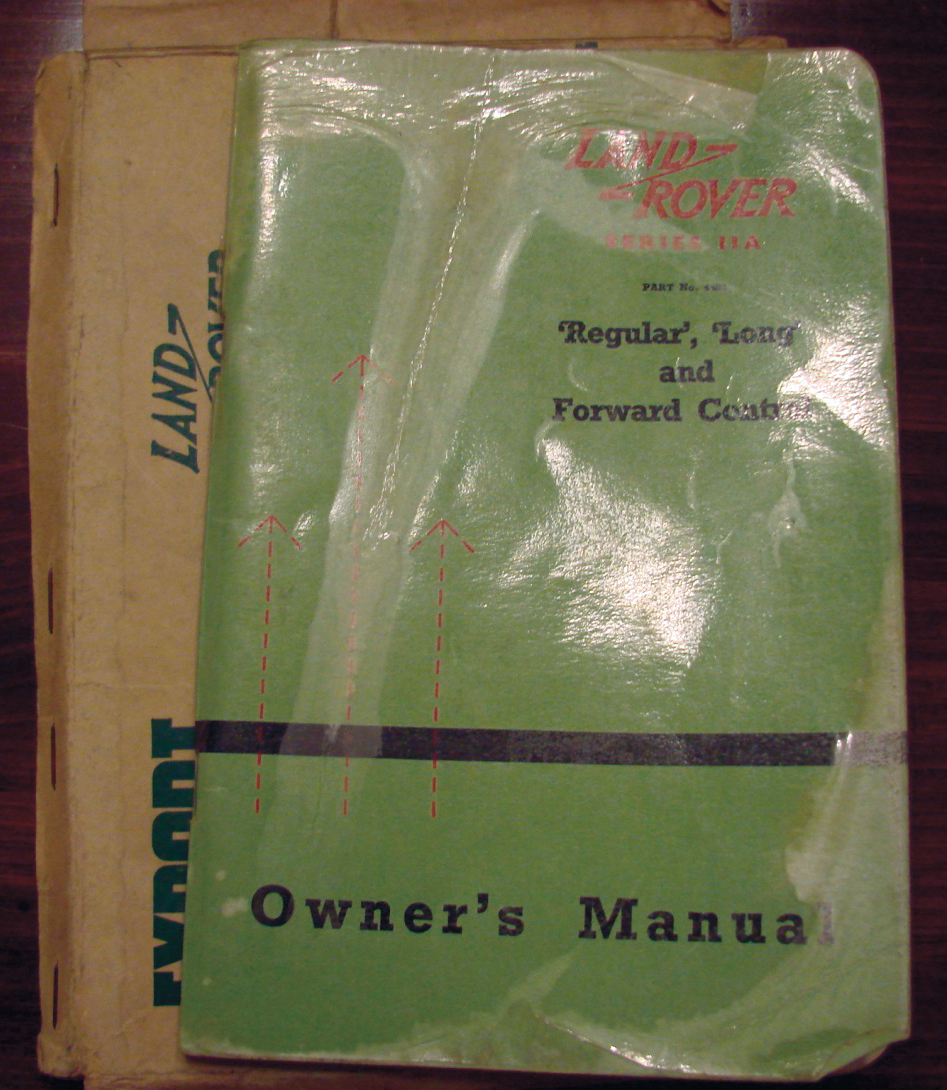 LAND
ROVER
SERIES IIA
PART No.
'Regular', 'Long'
and
Forward Control
Owner's Manual
LAND
ROVER
EXPORT